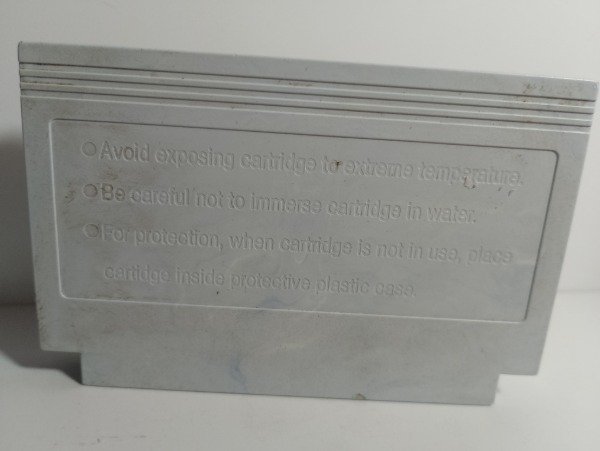 ○ Avoid exposing cartridge to extreme temperature.
○ Be careful not to immerse cartridge in water.
○ For protection, when cartridge is not in use, place
cartidge inside protective plastic case.